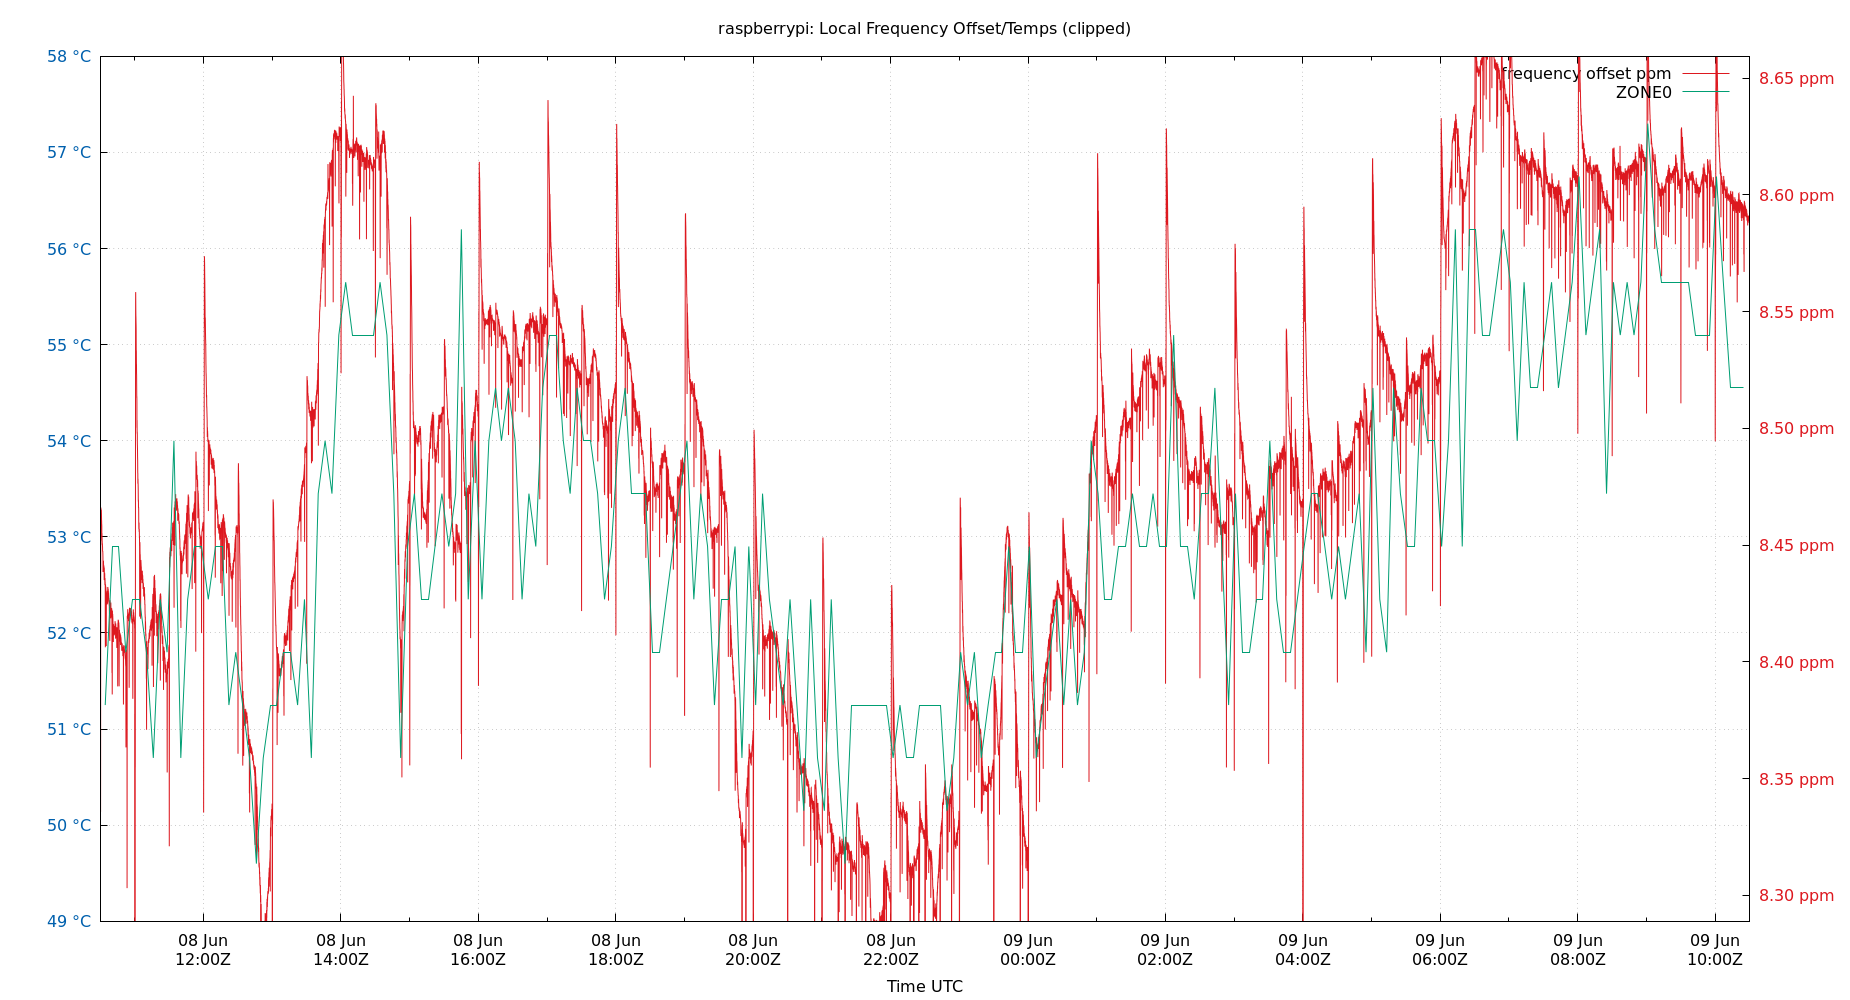 raspberrypi: Local Frequency Offset/Temps (clipped)
58 °C
57 °C
56 °C
55 °C
54 °C
53 °C
52 °C
51 °C
50 °C
49 °C
frequency offset ppm
ZONE0
8.65 ppm
8.60 ppm
8.55 ppm
8.50 ppm
8.45 ppm
8.40 ppm
8.35 ppm
8.30 ppm
08 Jun
12:00Z
08 Jun
14:00Z
08 Jun
16:00Z
08 Jun
18:00Z
08 Jun
20:00Z
08 Jun
22:00Z
09 Jun
00:00Z
09 Jun
02:00Z
09 Jun
04:00Z
09 Jun
06:00Z
09 Jun
08:00Z
09 Jun
10:00Z
Time UTC